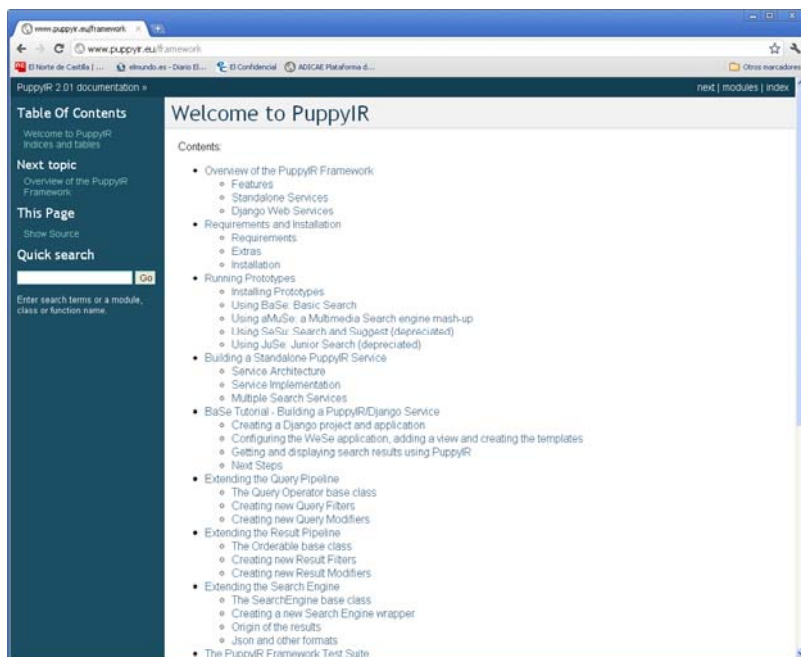 www.puppyir.eu/framework
www.puppyir.eu/framework
El Norte de Castilla | ...
elmundo.es - Diario El...
El Confidencial
ADICAE Plataforma d...
Otros marcadores
PuppyIR 2.01 documentation »
next | modules | index
Table Of Contents
Welcome to PuppyIR
Indices and tables
Next topic
Overview of the PuppyIR
Framework
This Page
Show Source
Quick search
Go
Enter search terms or a module,
class or function name.
Welcome to PuppyIR
Contents:
Overview of the PuppyIR Framework
Features
Standalone Services
Django Web Services
Requirements and Installation
Requirements
Extras
Installation
Running Prototypes
Installing Prototypes
Using BaSe: Basic Search
Using aMuSe: a Multimedia Search engine mash-up
Using SeSu: Search and Suggest (depreciated)
Using JuSe: Junior Search (depreciated)
Building a Standalone PuppyIR Service
Service Architecture
Service Implementation
Multiple Search Services
BaSe Tutorial - Building a PuppyIR/Django Service
Creating a Django project and application
Configuring the WeSe application, adding a view and creating the templates
Getting and displaying search results using PuppyIR
Next Steps
Extending the Query Pipeline
The Query Operator base class
Creating new Query Filters
Creating new Query Modifiers
Extending the Result Pipeline
The Orderable base class
Creating new Result Filters
Creating new Result Modifiers
Extending the Search Engine
The SearchEngine base class
Creating a new Search Engine wrapper
Origin of the results
Json and other formats
The PuppyIR Framework Test Suite